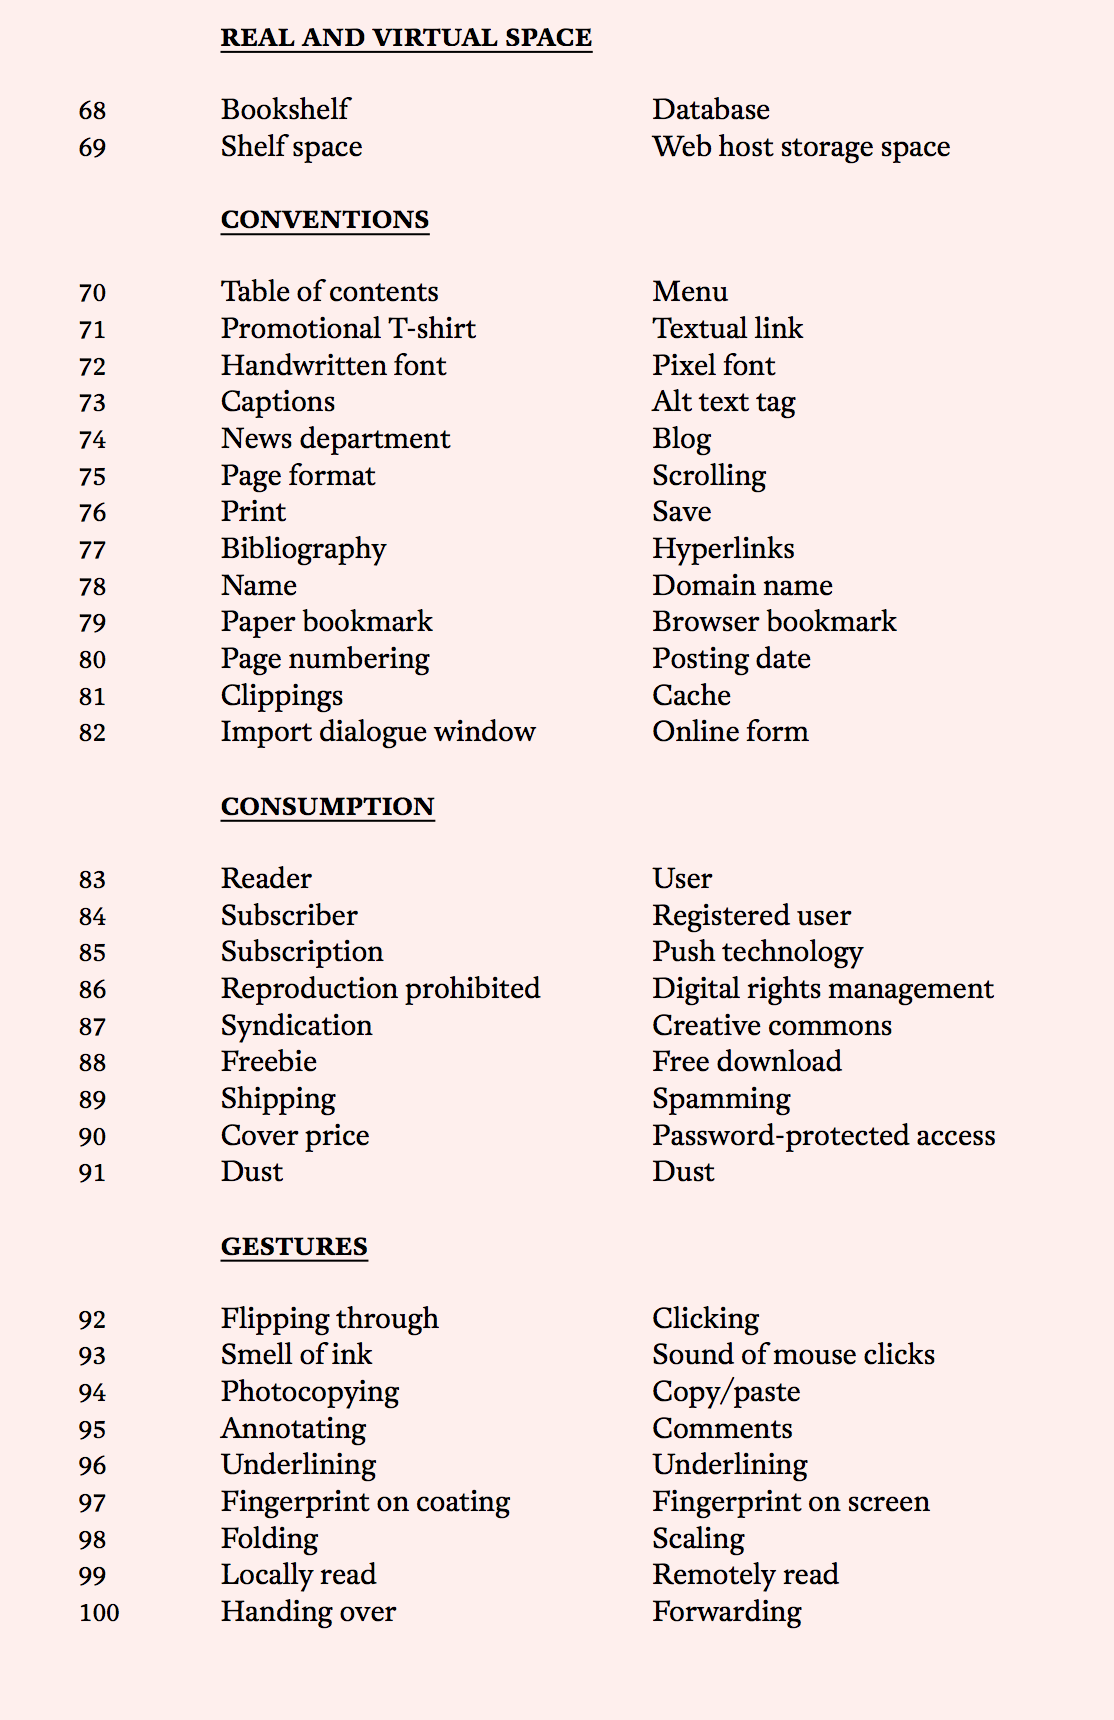 REAL AND VIRTUAL SPACE
68 Bookshelf Database
69 Shelf space Web host storage space
CONVENTIONS
70 Table of contents Menu
71 Promotional T-shirt Textual link
72 Handwritten font Pixel font
73 Captions Alt text tag
74 News department Blog
75 Page format Scrolling
76 Print Save
77 Bibliography Hyperlinks
78 Name Domain name
79 Paper bookmark Browser bookmark
80 Page numbering Posting date
81 Clippings Cache
82 Import dialogue window Online form
CONSUMPTION
83 Reader User
84 Subscriber Registered user
85 Subscription Push technology
86 Reproduction prohibited Digital rights management
87 Syndication Creative commons
88 Freebie Free download
89 Shipping Spamming
90 Cover price Password-protected access
91 Dust Dust
GESTURES
92 Flipping through Clicking
93 Smell of ink Sound of mouse clicks
94 Photocopying Copy/paste
95 Annotating Comments
96 Underlining Underlining
97 Fingerprint on coating Fingerprint on screen
98 Folding Scaling
99 Locally read Remotely read
100 Handing over Forwarding